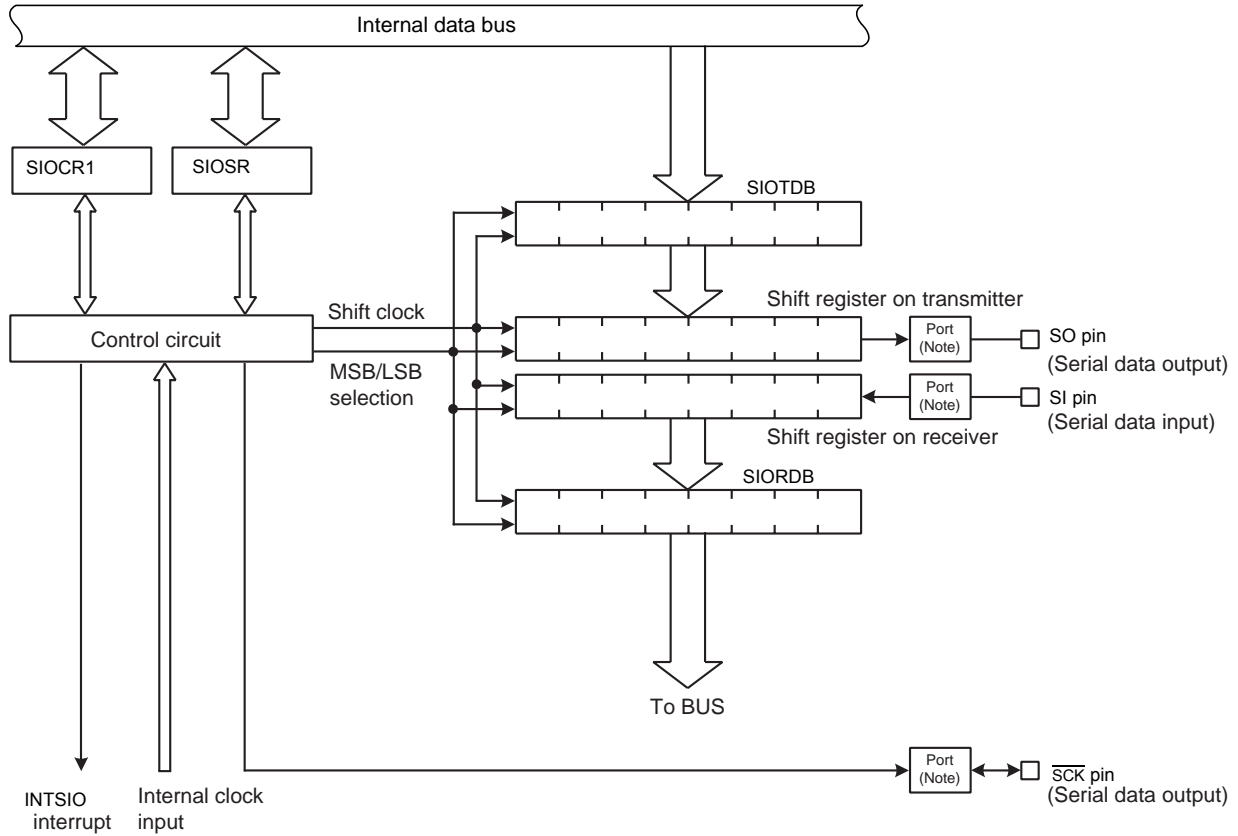 Internal data bus
SIOCR1
SIOSR
SIOTDB
Shift register on transmitter
Shift clock
Control circuit
Port
(Note)
SO pin
(Serial data output)
MSB/LSB
selection
Port
(Note)
SI pin
(Serial data input)
Shift register on receiver
SIORDB
To BUS
Port
(Note)
SCK pin
(Serial data output)
INTSIO
interrupt
Internal clock
input